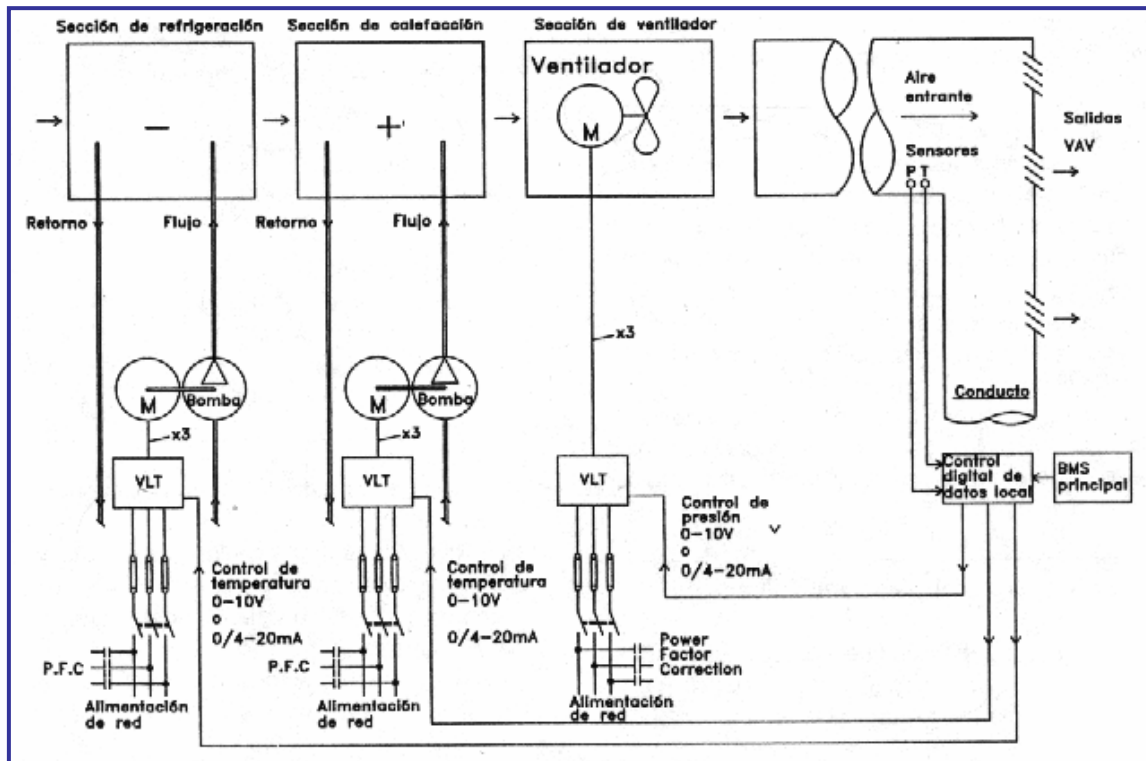 Sección de refrigeración
Sección de calefacción
Sección de ventilador
Ventilador
M
Aire
entrante
Salidas
VAV
Sensores
P T
Retorno
Flujo
Retorno
Flujo
x3
M
Bomba
M
Bomba
Conducto
x3
x3
VLT
VLT
VLT
Control
digital de
datos local
BMS
principal
Control de
presión
0-10V
o
0/4-20mA
Control de
temperatura
0-10V
o
0/4-20mA
Control de
temperatura
0-10V
o
0/4-20mA
P.F.C
P.F.C
Power
Factor
Correction
Alimentación
de red
Alimentación
de red
Alimentación
de red